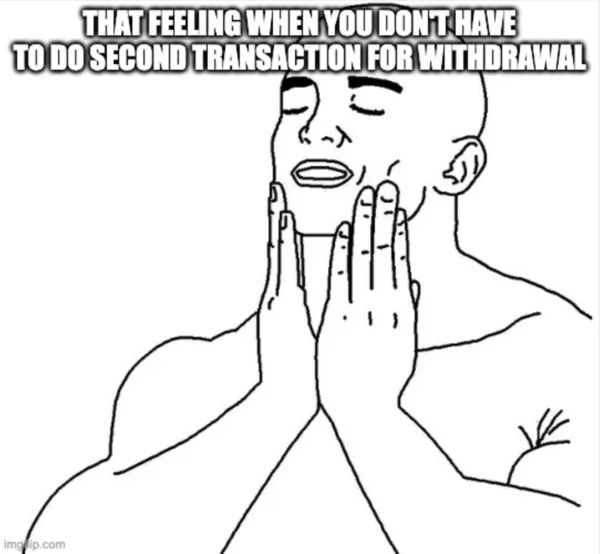 THAT FEELING WHEN YOU DON'T HAVE
TO DO SECOND TRANSACTION FOR WITHDRAWAL
imgflip.com